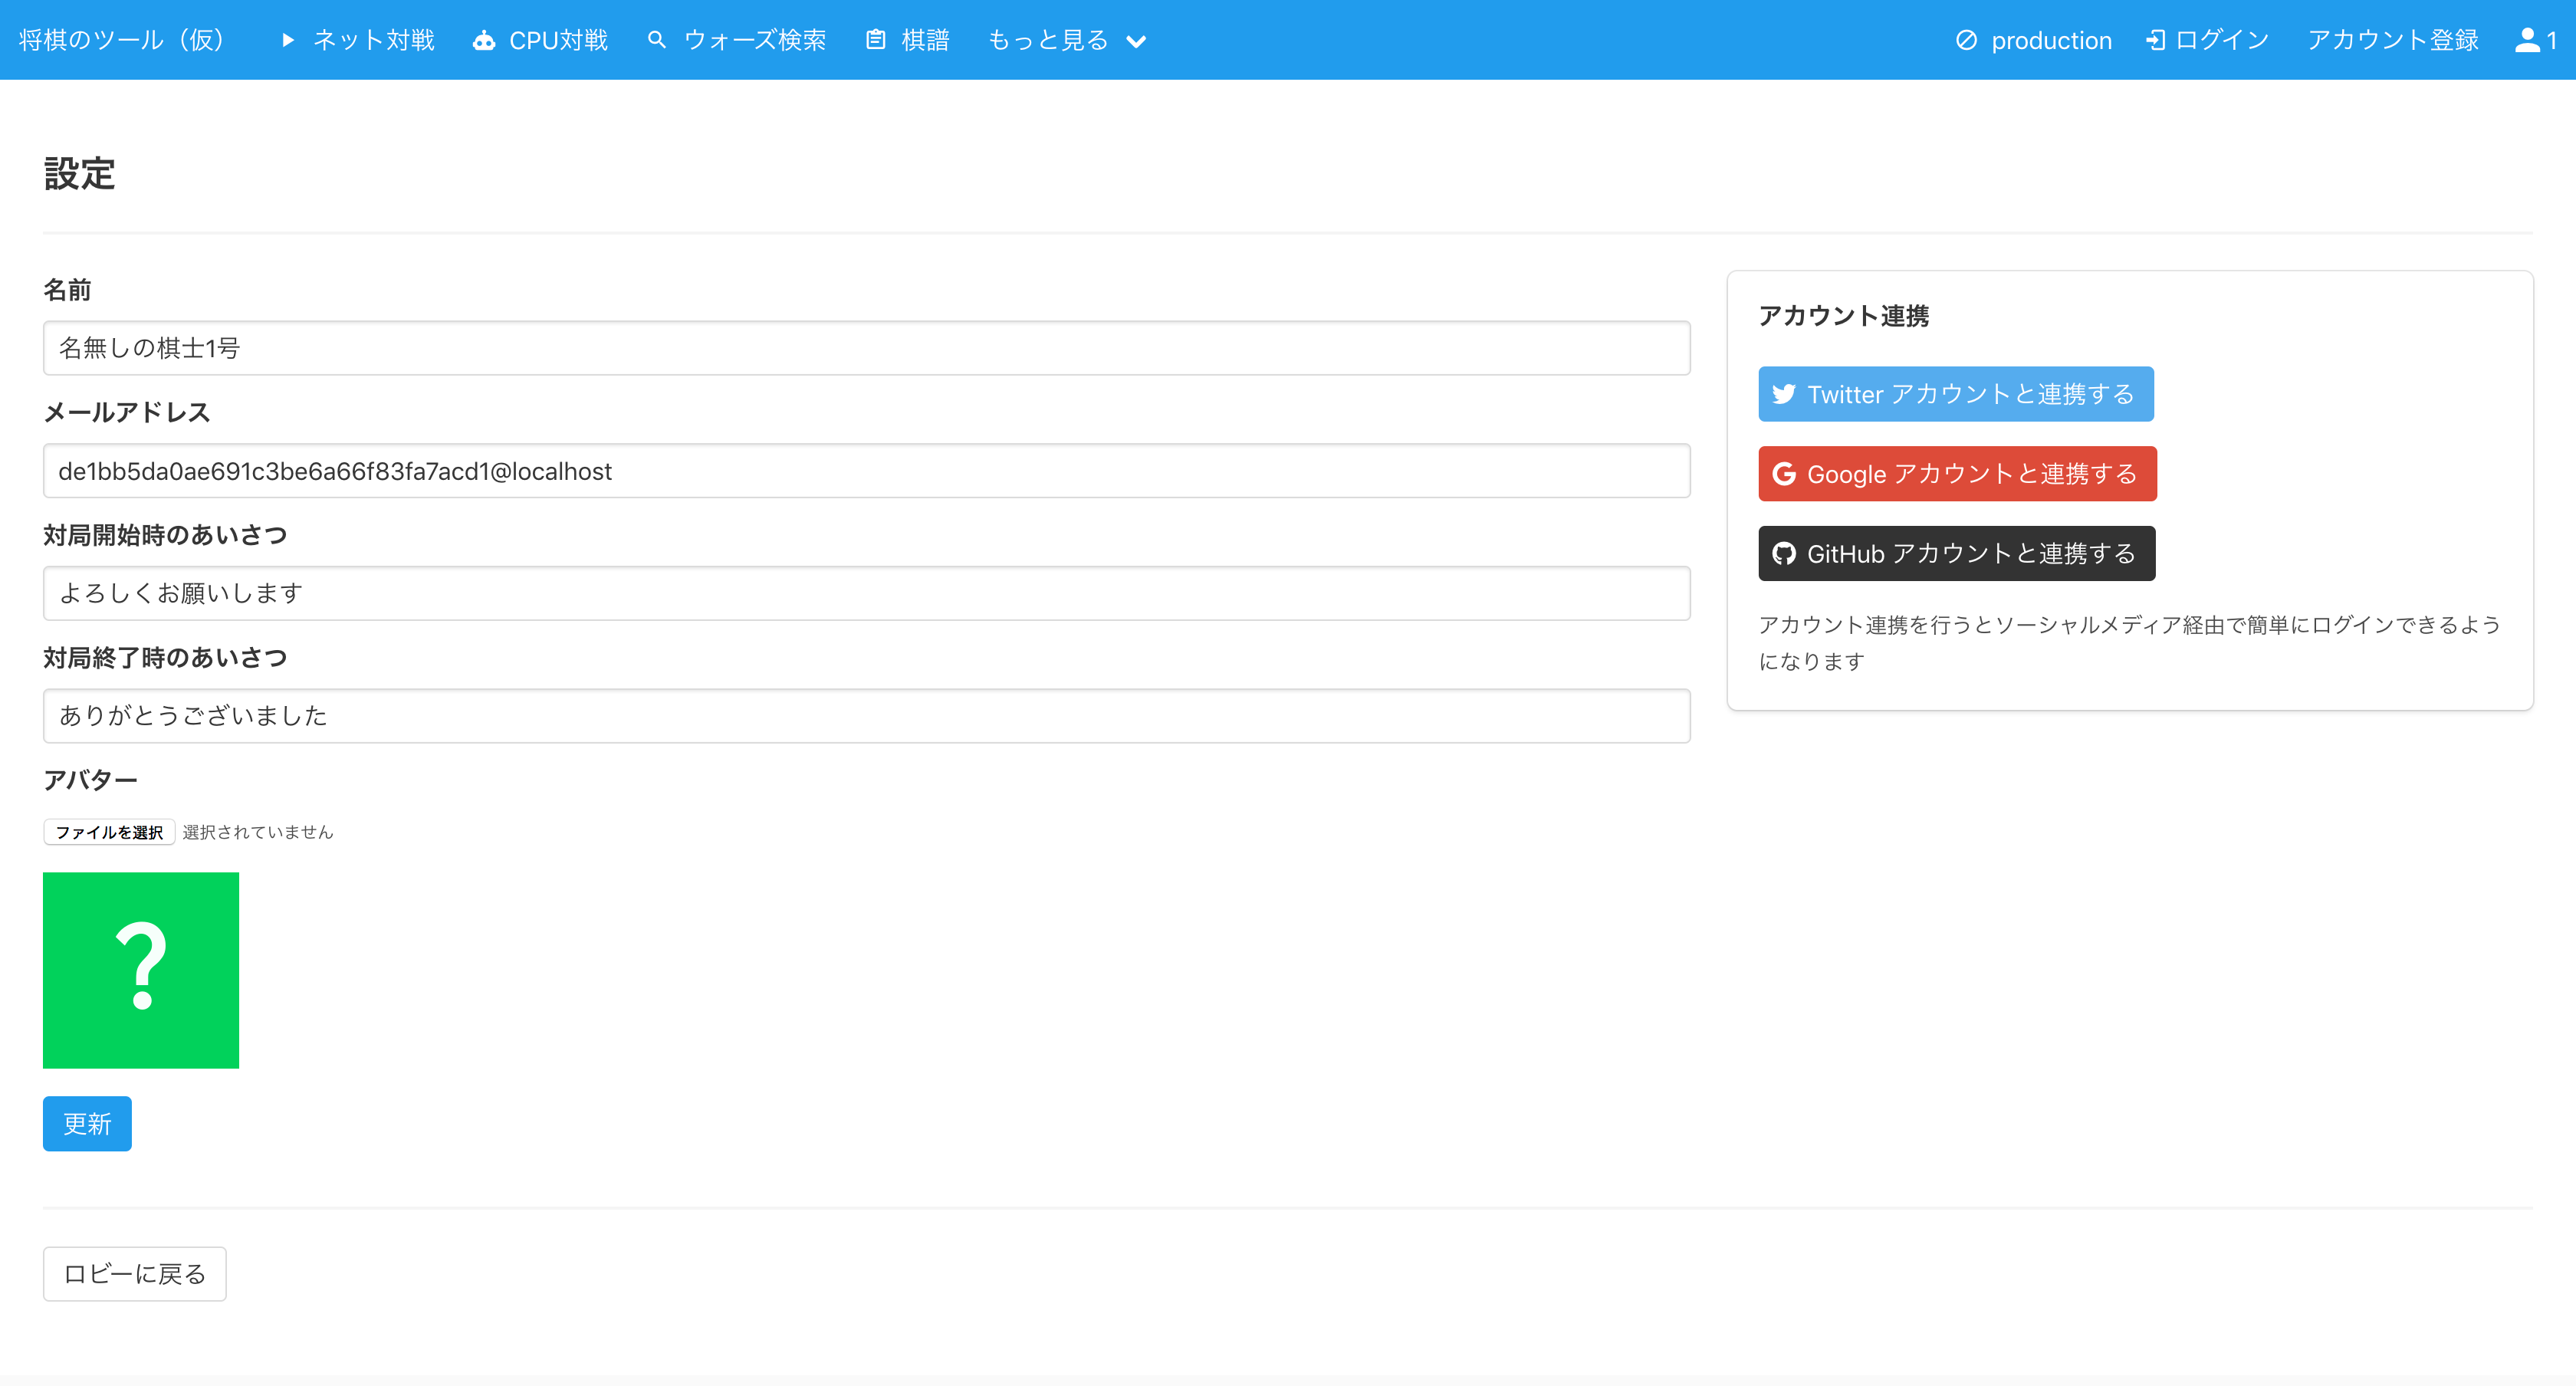 将棋のツール（仮） ネット対戦 CPU対戦 ウォーズ検索 棋譜 もっと見る production ログイン アカウント登録 1
設定
名前
名無しの棋士1号
メールアドレス
de1bb5da0ae691c3be6a66f83fa7acd1@localhost
対局開始時のあいさつ
よろしくお願いします
対局終了時のあいさつ
ありがとうございました
アバター
ファイルを選択 選択されていません
?
更新
ロビーに戻る
アカウント連携
Twitter アカウントと連携する
Google アカウントと連携する
GitHub アカウントと連携する
アカウント連携を行うとソーシャルメディア経由で簡単にログインできるよう
になります